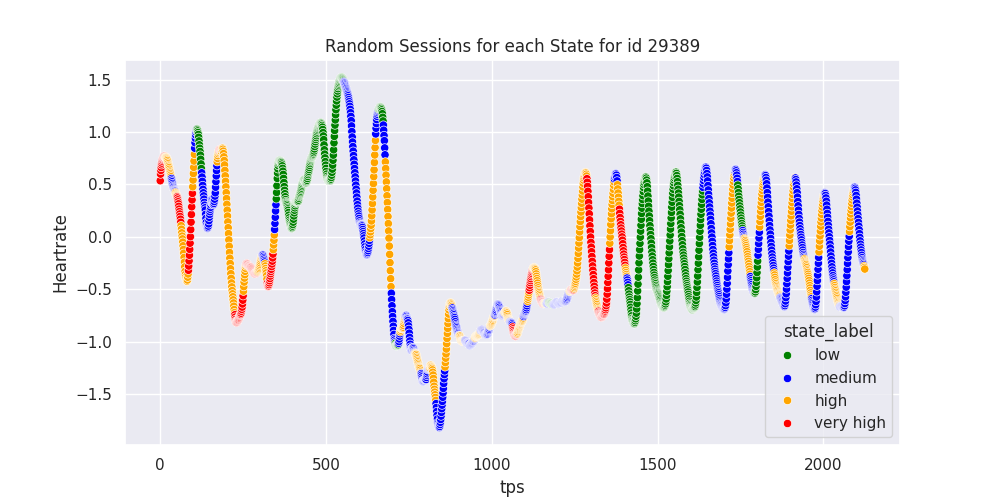 Random Sessions for each State for id 29389
Heartrate
1.5
1.0
0.5
0.0
−0.5
−1.0
−1.5
0
500
1000
1500
2000
tps
state_label
low
medium
high
very high